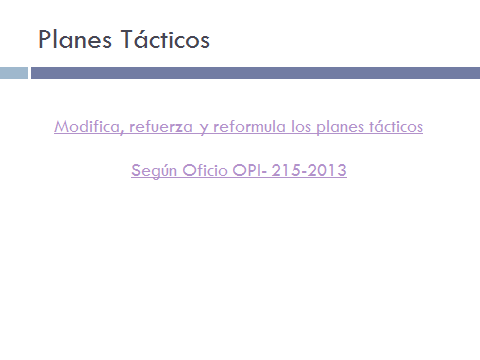 Planes Tácticos
Modifica, refuerza y reformula los planes tácticos
Según Oficio OPI- 215-2013